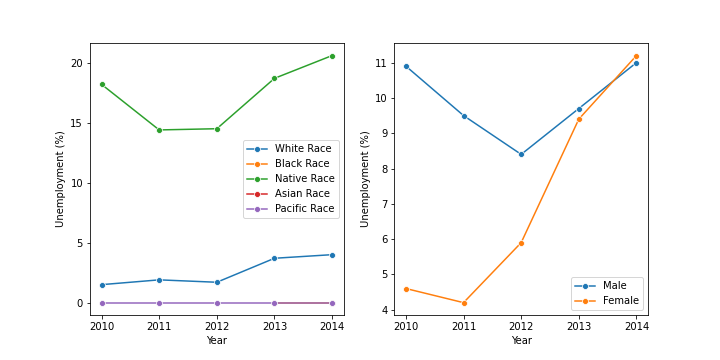 20
15
10
5
0
Unemployment (%)
White Race
Black Race
Native Race
Asian Race
Pacific Race
2010 2011 2012 2013 2014
Year
11
10
9
8
7
6
5
4
Unemployment (%)
Male
Female
2010 2011 2012 2013 2014
Year